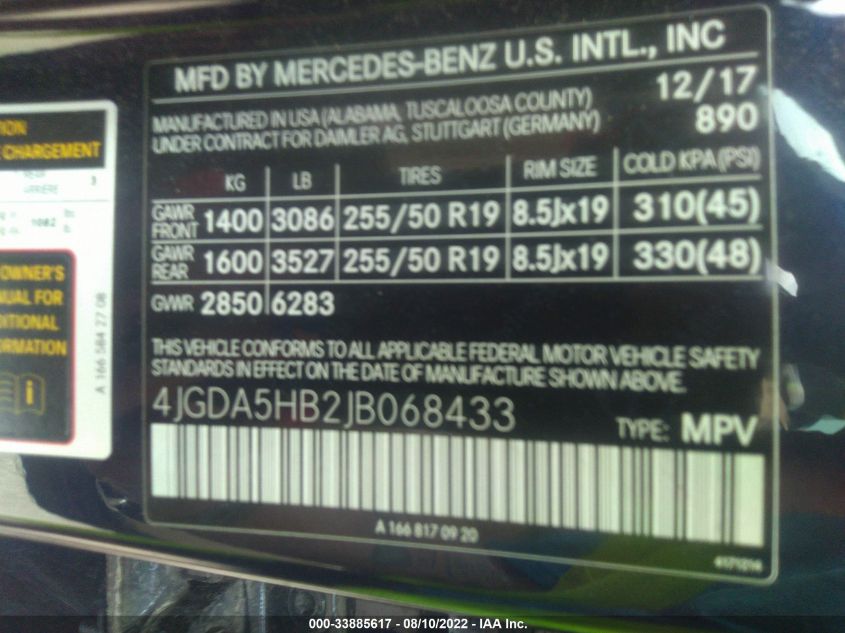 MFD BY MERCEDES-BENZ U.S. INTL., INC
12/17
MANUFACTURED IN USA (ALABAMA, TUSCALOOSA COUNTY)
UNDER CONTRACT FOR DAIMLER AG, STUTTGART (GERMANY)
890
KG LB TIRES RIM SIZE COLD KPA (PSI)
GAWR FRONT 1400 3086 255/50 R19 8.5Jx19 310(45)
GAWR REAR 1600 3527 255/50 R19 8.5Jx19 330(48)
GVWR 2850 6283
THIS VEHICLE CONFORMS TO ALL APPLICABLE FEDERAL MOTOR VEHICLE SAFETY
STANDARDS IN EFFECT ON THE DATE OF MANUFACTURE SHOWN ABOVE.
4JGDA5HB2JB068433
TYPE: MPV
A 166 817 09 20
CHARGEMENT
REAR
ARRIERE 3
1082
OWNER'S
FOR
i
A 166 584 27 08
000-33885617 - 08/10/2022 - IAA Inc.